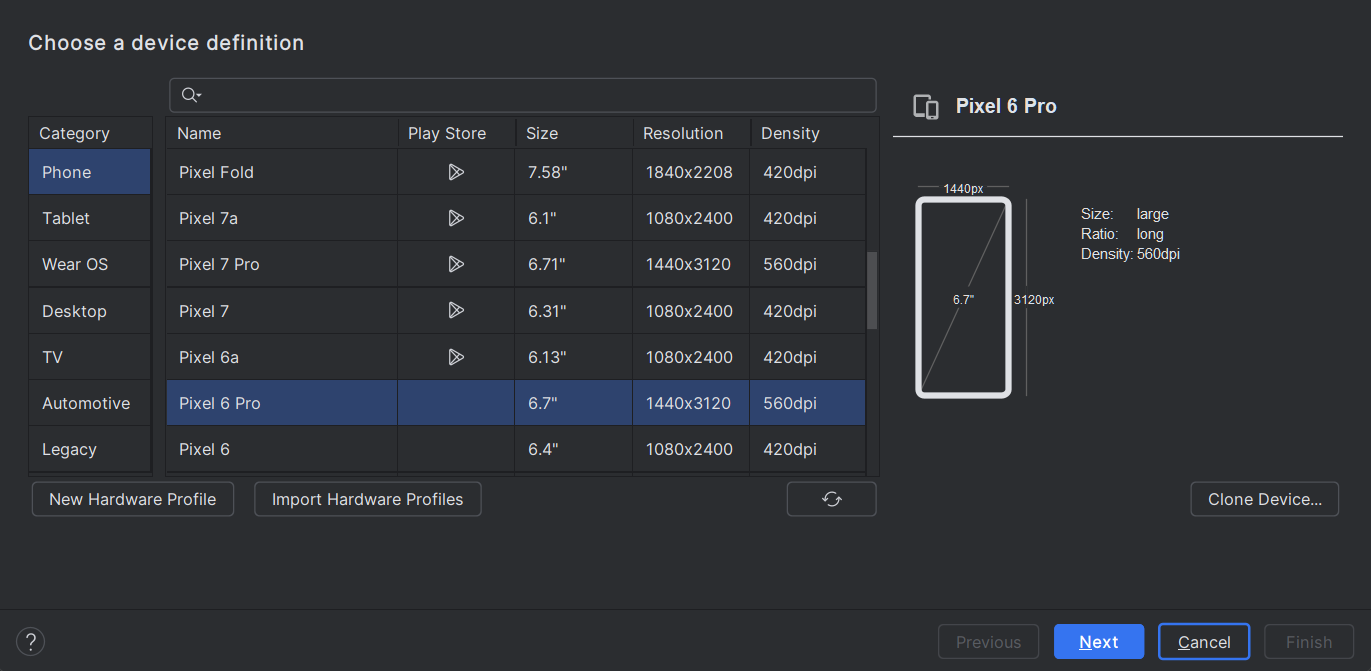 Choose a device definition
Category
Phone
Tablet
Wear OS
Desktop
TV
Automotive
Legacy
Name Play Store Size Resolution Density
Pixel Fold 7.58" 1840x2208 420dpi
Pixel 7a 6.1" 1080x2400 420dpi
Pixel 7 Pro 6.71" 1440x3120 560dpi
Pixel 7 6.31" 1080x2400 420dpi
Pixel 6a 6.13" 1080x2400 420dpi
Pixel 6 Pro 6.7" 1440x3120 560dpi
Pixel 6 6.4" 1080x2400 420dpi
New Hardware Profile Import Hardware Profiles
Pixel 6 Pro
1440px
6.7"
3120px
Size: large
Ratio: long
Density: 560dpi
Clone Device...
? Previous Next Cancel Finish